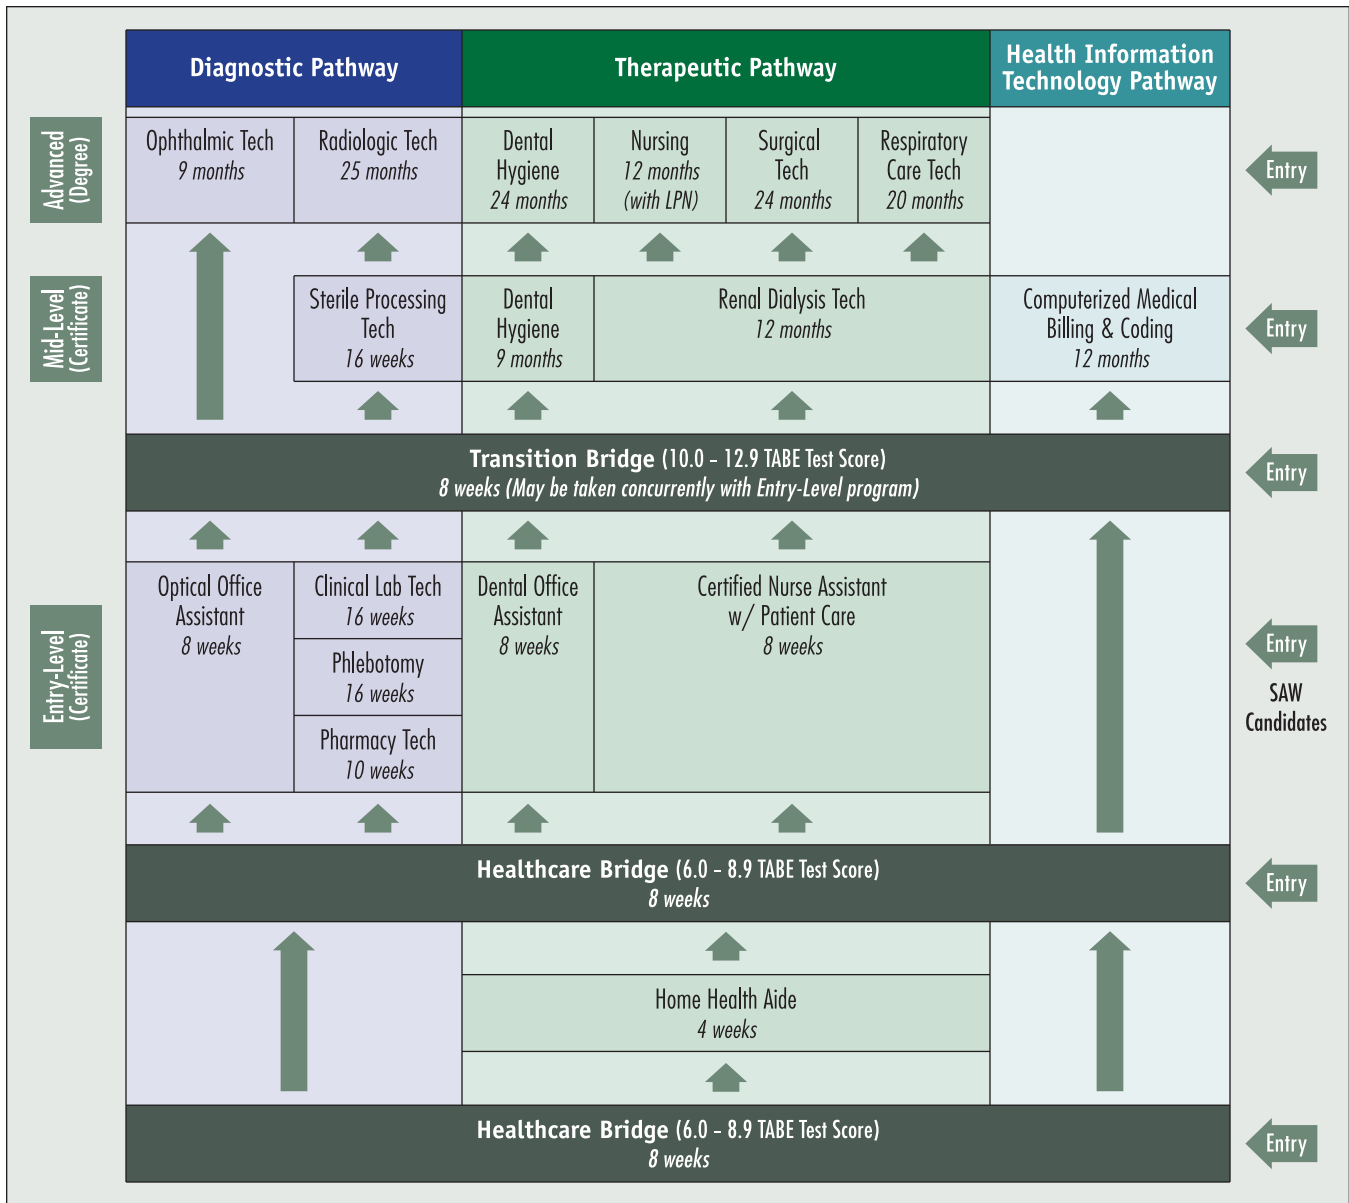 Diagnostic Pathway
Therapeutic Pathway
Health Information
Technology Pathway
Advanced
(Degree)
Ophthalmic Tech
9 months
Radiologic Tech
25 months
Dental
Hygiene
24 months
Nursing
12 months
(with LPN)
Surgical
Tech
24 months
Respiratory
Care Tech
20 months
Entry
Mid-Level
(Certificate)
Sterile Processing
Tech
16 weeks
Dental
Hygiene
9 months
Renal Dialysis Tech
12 months
Computerized Medical
Billing & Coding
12 months
Entry
Transition Bridge (10.0 – 12.9 TABE Test Score)
8 weeks (May be taken concurrently with Entry-Level program)
Entry
Entry-Level
(Certificate)
Optical Office
Assistant
8 weeks
Clinical Lab Tech
16 weeks
Phlebotomy
16 weeks
Pharmacy Tech
10 weeks
Dental Office
Assistant
8 weeks
Certified Nurse Assistant
w/ Patient Care
8 weeks
Entry
SAW
Candidates
Healthcare Bridge (6.0 – 8.9 TABE Test Score)
8 weeks
Entry
Home Health Aide
4 weeks
Healthcare Bridge (6.0 – 8.9 TABE Test Score)
8 weeks
Entry